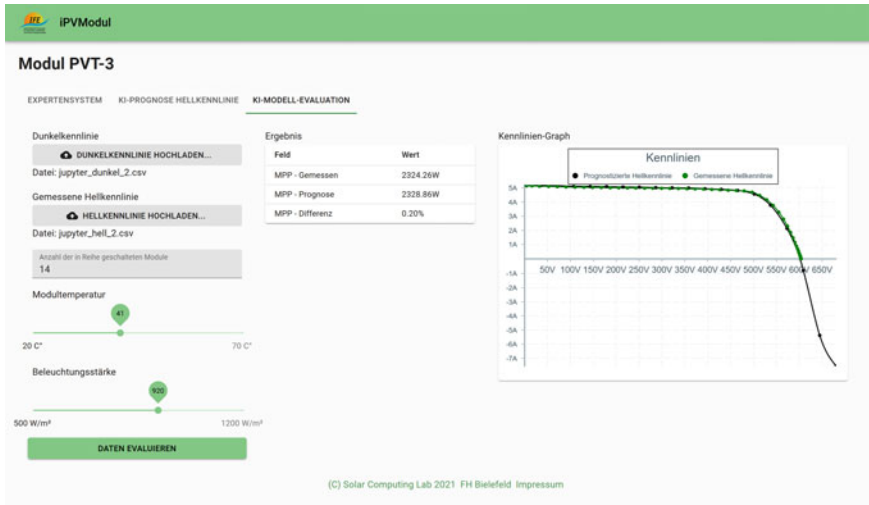 IFE
iPVModul
Modul PVT-3
EXPERTENSYSTEM KI-PROGNOSE HELLKENNLINIE KI-MODELL-EVALUATION
Dunkelkennlinie
DUNKELKENNLINIE HOCHLADEN...
Datei: jupyter_dunkel_2.csv
Gemessene Hellkennlinie
HELLKENNLINIE HOCHLADEN...
Datei: jupyter_hell_2.csv
Anzahl der in Reihe geschalteten Module
14
Modultemperatur
41
20 C° 70 C°
Beleuchtungsstärke
920
500 W/m² 1200 W/m²
DATEN EVALUIEREN
Ergebnis
Feld Wert
MPP - Gemessen 2324.26W
MPP - Prognose 2328.86W
MPP - Differenz 0.20%
Kennlinien-Graph
Kennlinien
Prognostizierte Hellkennlinie Gemessene Hellkennlinie
5A
4A
3A
2A
1A
50V 100V 150V 200V 250V 300V 350V 400V 450V 500V 550V 600V 650V
-1A
-2A
-3A
-4A
-5A
-6A
-7A
(C) Solar Computing Lab 2021 FH Bielefeld Impressum